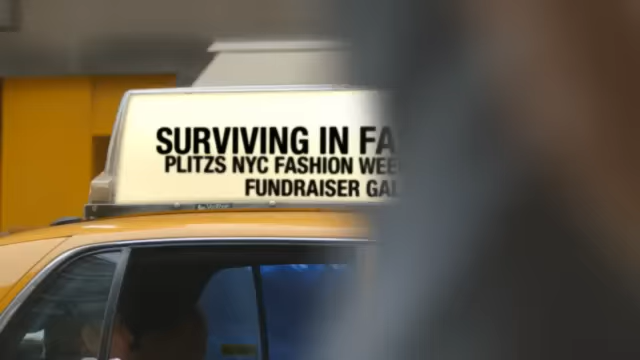 SURVIVING IN FA
PLITZS NYC FASHION WEE
FUNDRAISER GAL